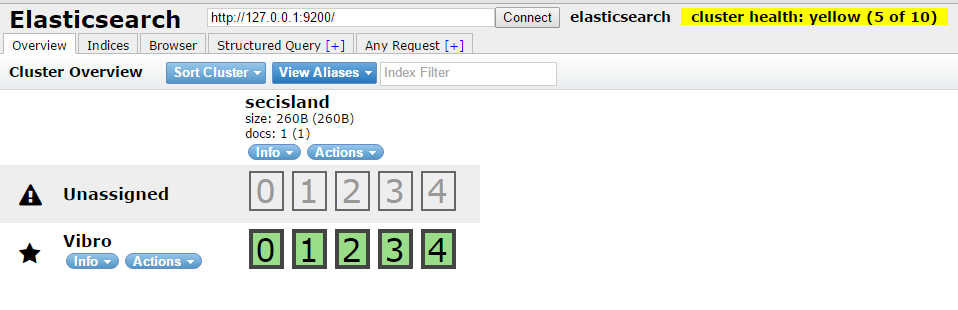 Elasticsearch http://127.0.0.1:9200/ Connect elasticsearch cluster health: yellow (5 of 10)
Overview Indices Browser Structured Query [+] Any Request [+]
Cluster Overview Sort Cluster View Aliases Index Filter
secisland
size: 260B (260B)
docs: 1 (1)
Info Actions
Unassigned 0 1 2 3 4
Vibro 0 1 2 3 4
Info Actions